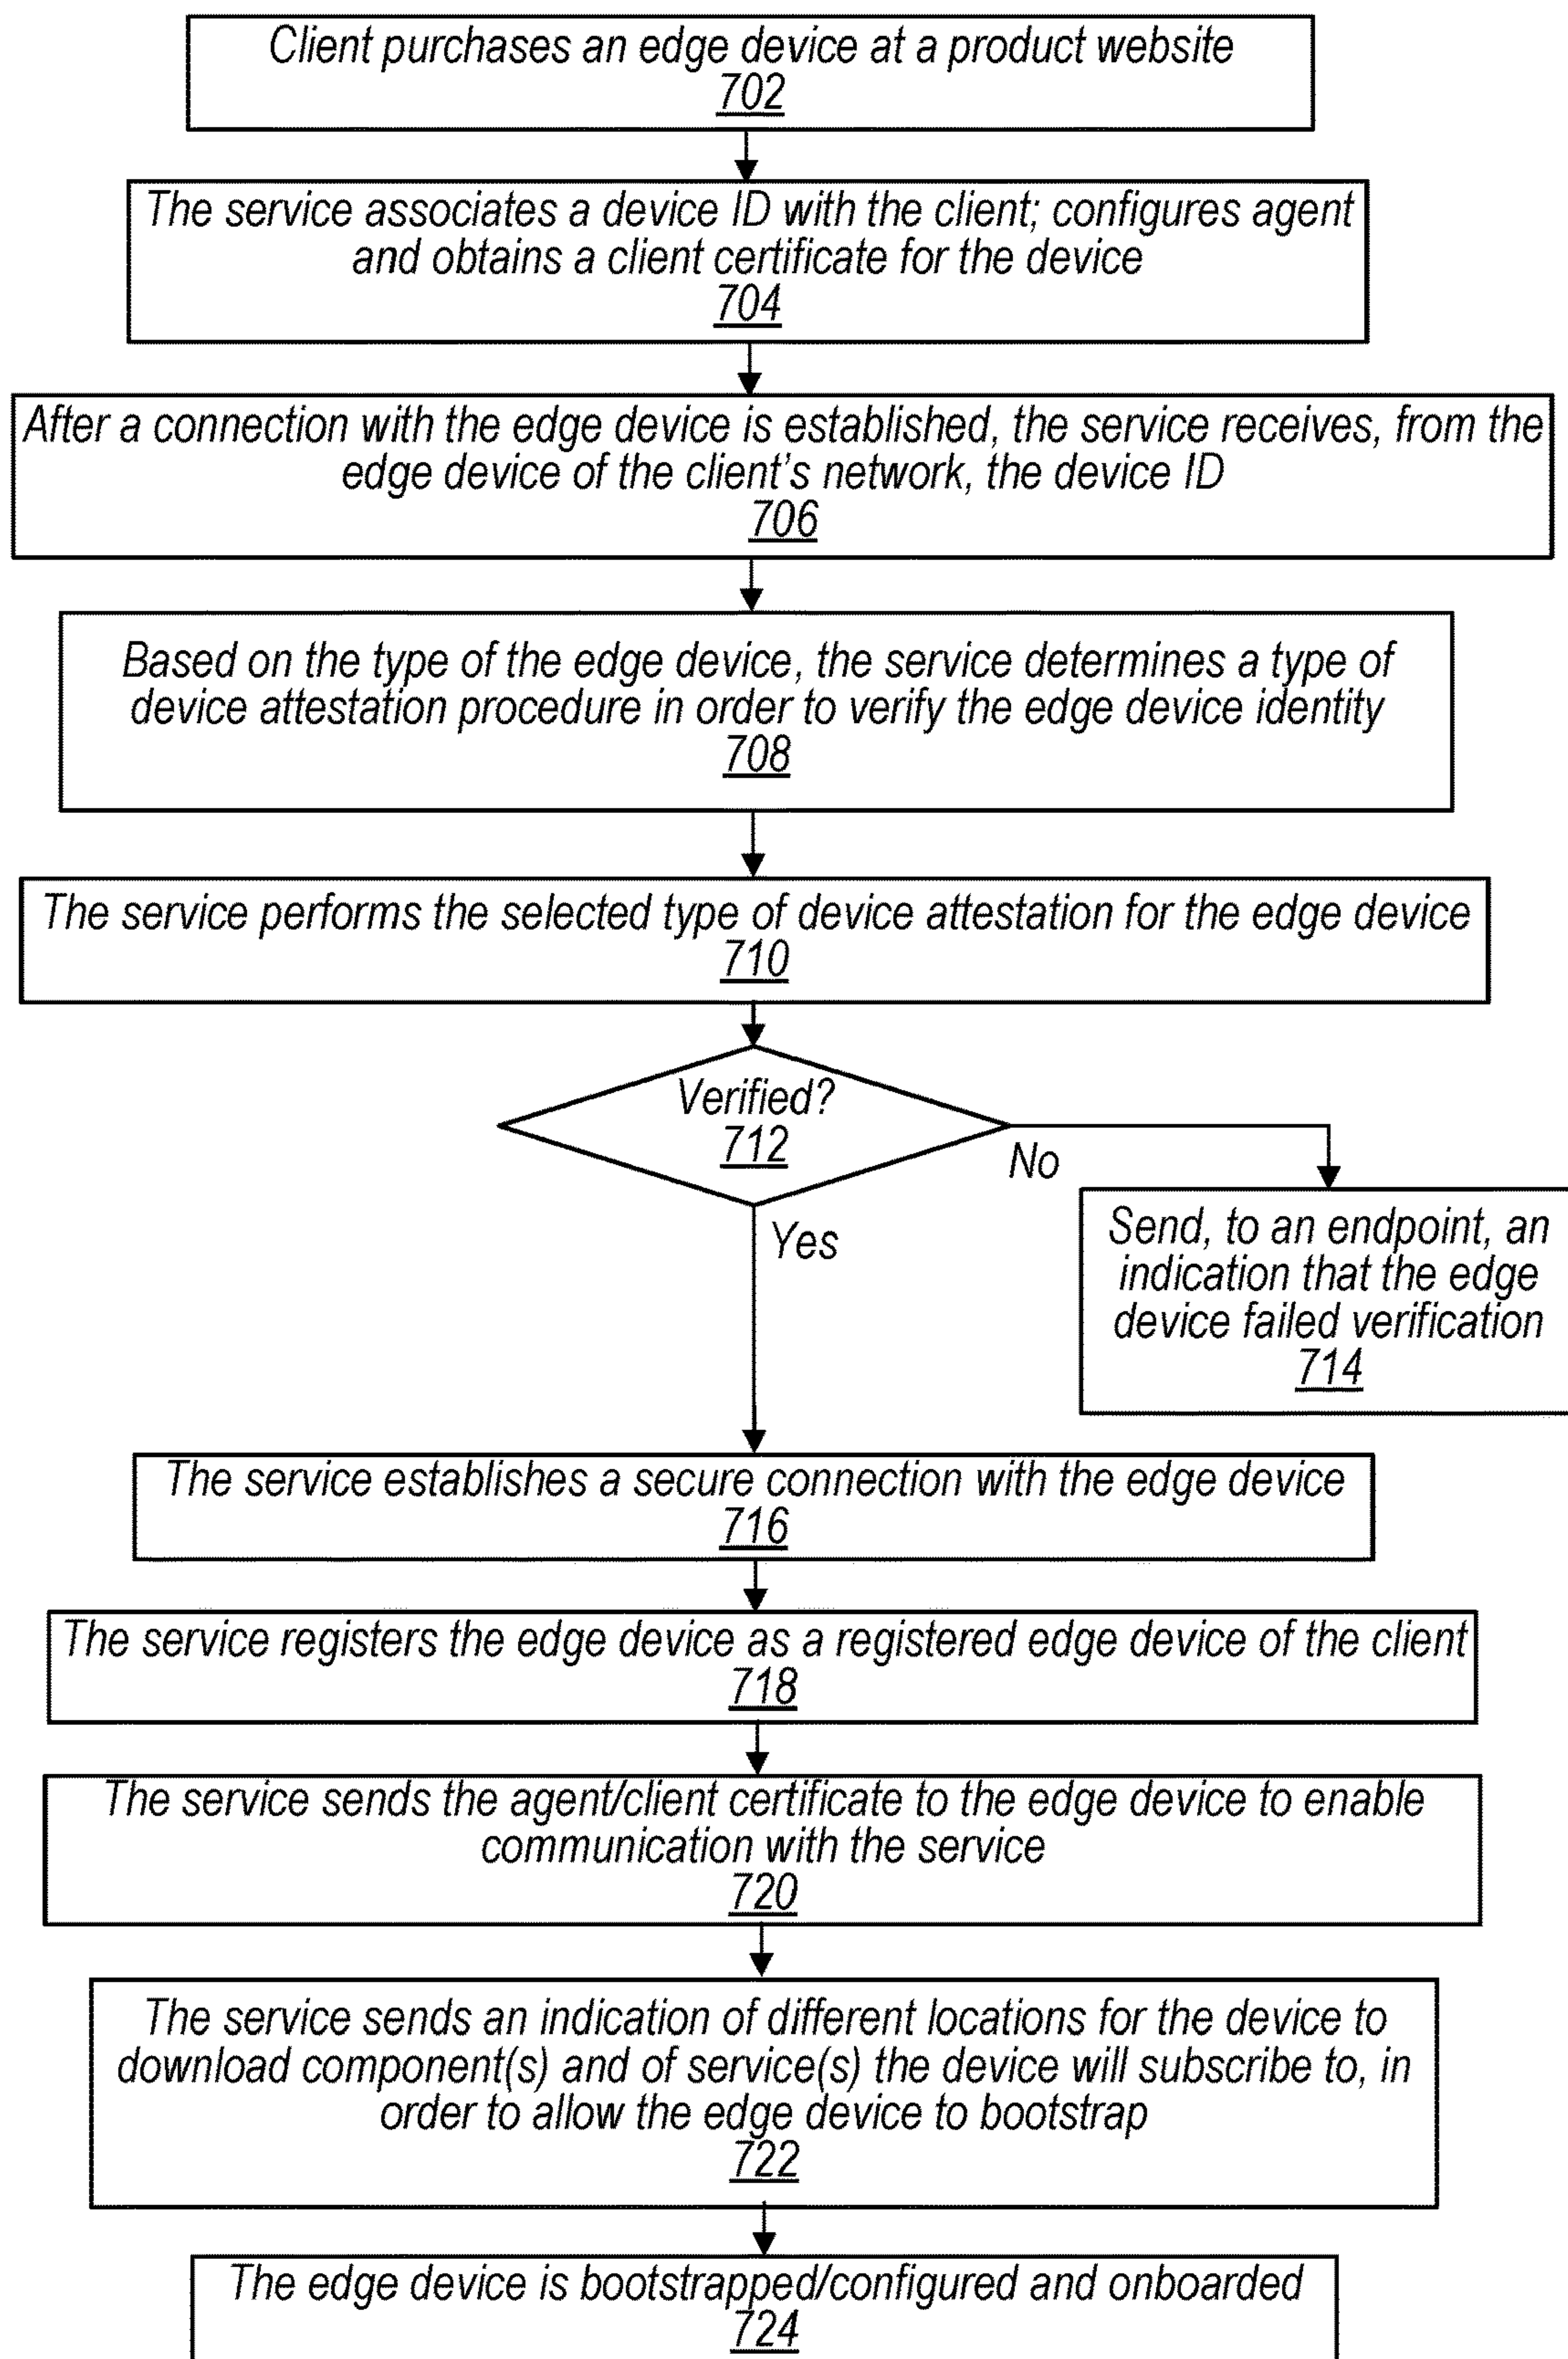 Client purchases an edge device at a product website
702
The service associates a device ID with the client; configures agent
and obtains a client certificate for the device
704
After a connection with the edge device is established, the service receives, from the
edge device of the client's network, the device ID
706
Based on the type of the edge device, the service determines a type of
device attestation procedure in order to verify the edge device identity
708
The service performs the selected type of device attestation for the edge device
710
Verified?
712
No
Yes
Send, to an endpoint, an
indication that the edge
device failed verification
714
The service establishes a secure connection with the edge device
716
The service registers the edge device as a registered edge device of the client
718
The service sends the agent/client certificate to the edge device to enable
communication with the service
720
The service sends an indication of different locations for the device to
download component(s) and of service(s) the device will subscribe to, in
order to allow the edge device to bootstrap
722
The edge device is bootstrapped/configured and onboarded
724